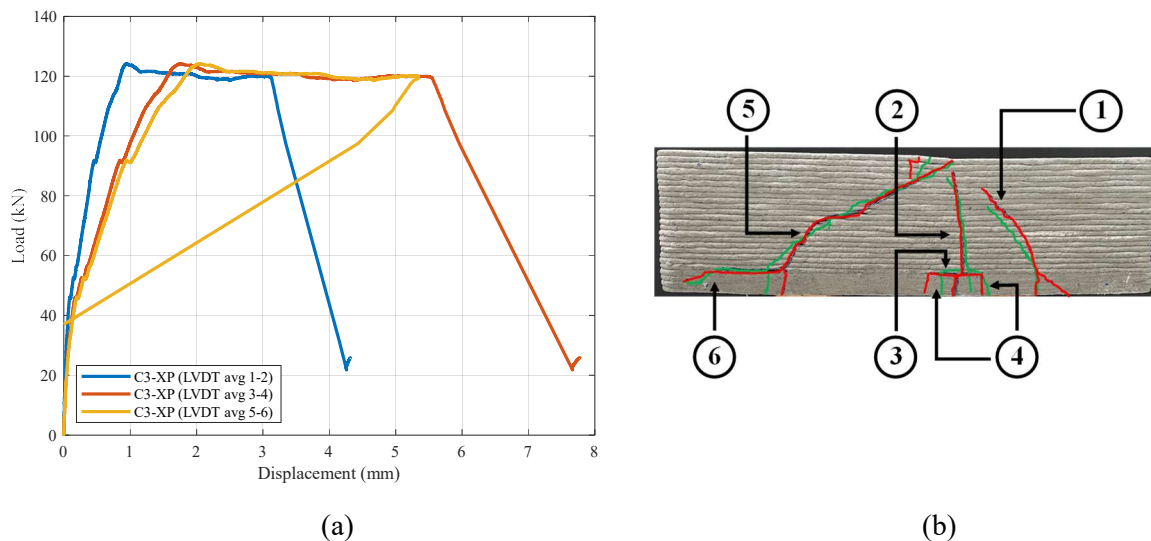 140
120
100
80
60
40
20
0
Load (kN)
C3-XP (LVDT avg 1-2)
C3-XP (LVDT avg 3-4)
C3-XP (LVDT avg 5-6)
0 1 2 3 4 5 6 7 8
Displacement (mm)
(a)
5 2 1
6 3 4
(b)